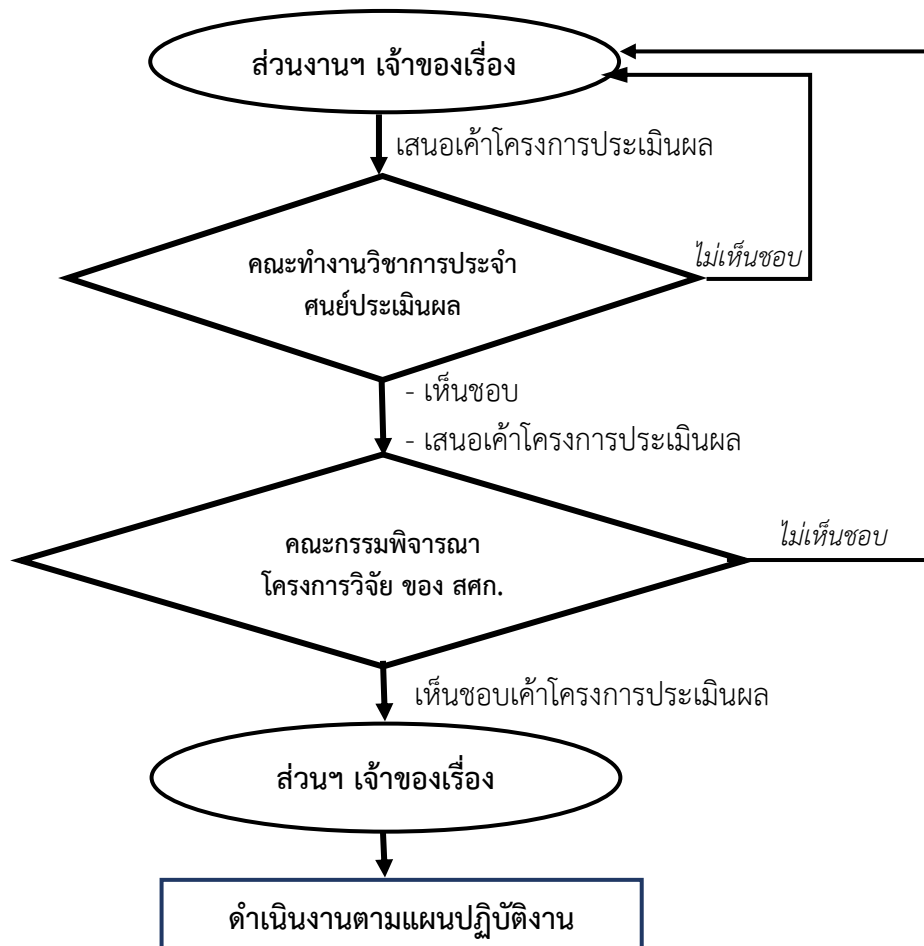 ส่วนงานฯ เจ้าของเรื่อง
เสนอเค้าโครงการประเมินผล
คณะทำงานวิชาการประจำ
ศนย์ประเมินผล
ไม่เห็นชอบ
- เห็นชอบ
- เสนอเค้าโครงการประเมินผล
คณะกรรมพิจารณา
โครงการวิจัย ของ สศก.
ไม่เห็นชอบ
เห็นชอบเค้าโครงการประเมินผล
ส่วนฯ เจ้าของเรื่อง
ดำเนินงานตามแผนปฏิบัติงาน